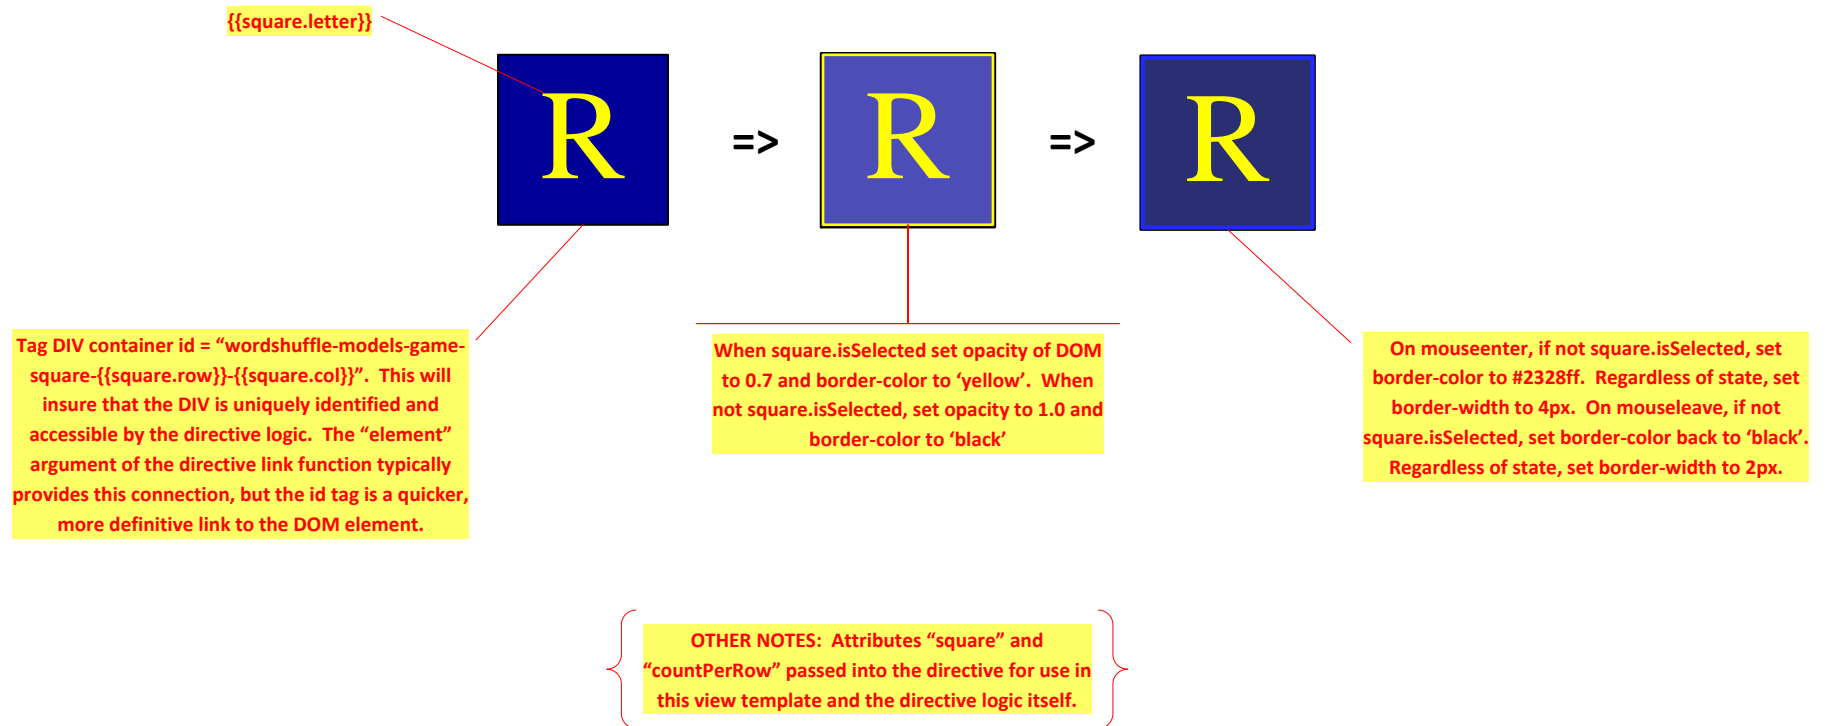 {{square.letter}}
R
=>
R
=>
R
Tag DIV container id = “wordshuffle-models-game-
square-{{square.row}}-{{square.col}}”.  This will
insure that the DIV is uniquely identified and
accessible by the directive logic.  The “element”
argument of the directive link function typically
provides this connection, but the id tag is a quicker,
more definitive link to the DOM element.
When square.isSelected set opacity of DOM
to 0.7 and border-color to ‘yellow’.  When
not square.isSelected, set opacity to 1.0 and
border-color to ‘black’
On mouseenter, if not square.isSelected, set
border-color to #2328ff.  Regardless of state, set
border-width to 4px.  On mouseleave, if not
square.isSelected, set border-color back to ‘black’.
Regardless of state, set border-width to 2px.
OTHER NOTES:  Attributes “square” and
“countPerRow” passed into the directive for use in
this view template and the directive logic itself.